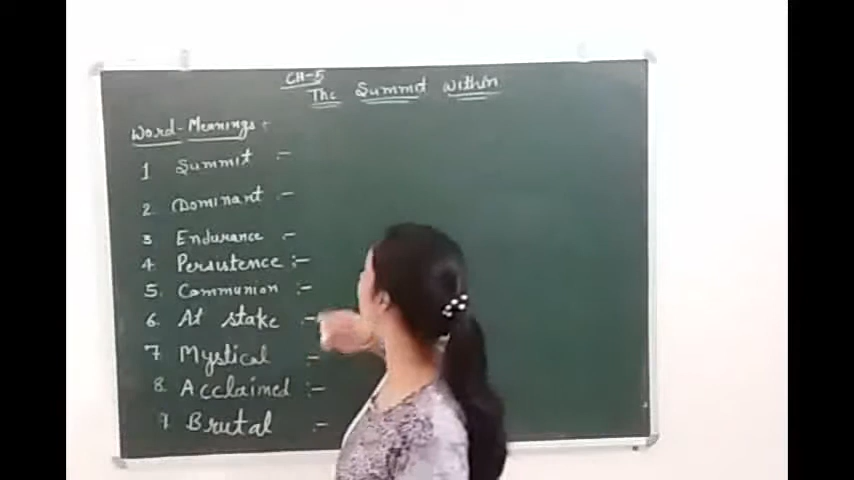 CH-5
The Summit Within
Word-Meanings :-
1 Summit :-
2. Dominant :-
3 Endurance :-
4. Persistence :-
5. Communion :-
6. At stake :-
7 Mystical :-
8. Acclaimed :-
9 Brutal :-